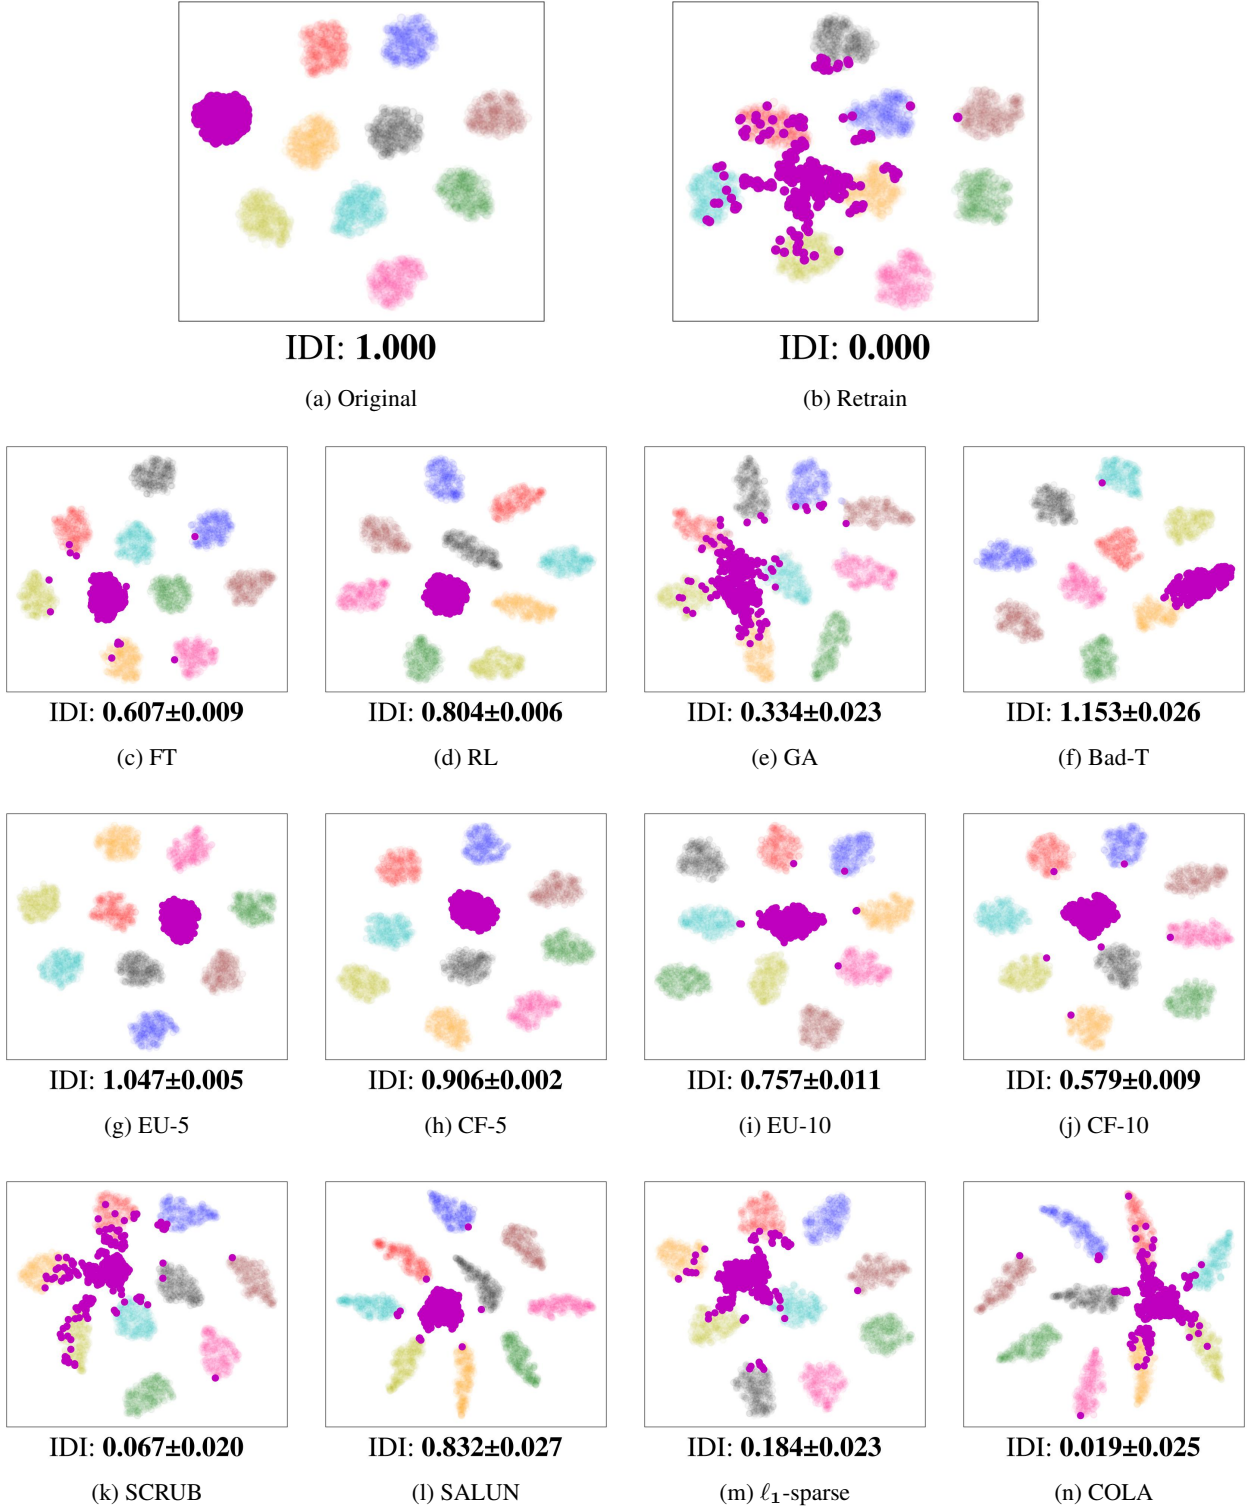 IDI: 1.000
IDI: 0.000
(a) Original
(b) Retrain
IDI: 0.607±0.009
IDI: 0.804±0.006
IDI: 0.334±0.023
IDI: 1.153±0.026
(c) FT
(d) RL
(e) GA
(f) Bad-T
IDI: 1.047±0.005
IDI: 0.906±0.002
IDI: 0.757±0.011
IDI: 0.579±0.009
(g) EU-5
(h) CF-5
(i) EU-10
(j) CF-10
IDI: 0.067±0.020
IDI: 0.832±0.027
IDI: 0.184±0.023
IDI: 0.019±0.025
(k) SCRUB
(l) SALUN
(m) ℓ₁-sparse
(n) COLA